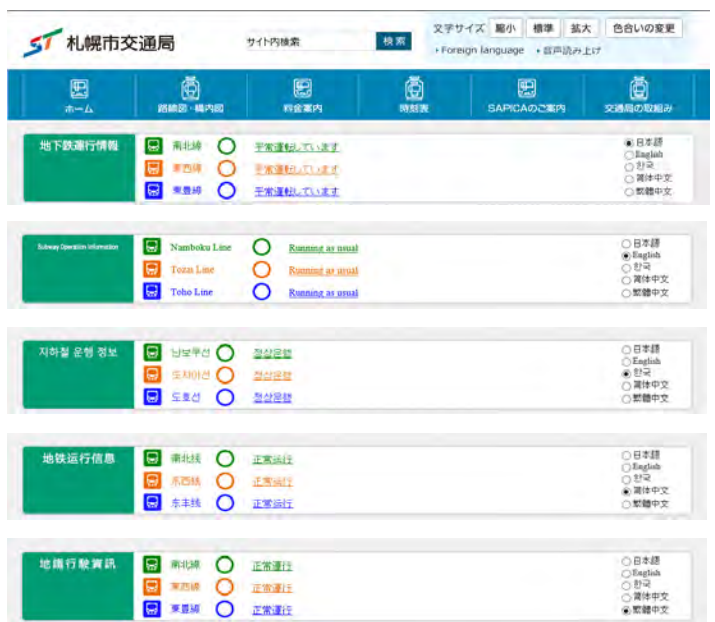 札幌市交通局 サイト内検索 検索 文字サイズ 縮小 標準 拡大 色合いの変更
Foreign language 音声読み上げ
ホーム 路線図・構内図 料金案内 時刻表 SAPICAのご案内 交通局の取組み
地下鉄運行情報 南北線 平常運転しています 日本語
English
東西線 平常運転しています 한국
简体中文
東豊線 平常運転しています 繁體中文
Subway Operation Information Namboku Line Running as usual 日本語
English
Tozai Line Running as usual 한국
简体中文
Toho Line Running as usual 繁體中文
지하철 운행 정보 난보쿠선 정상운행 日本語
English
도자이선 정상운행 한국
简体中文
도호선 정상운행 繁體中文
地铁运行信息 南北线 正常运行 日本語
English
东西线 正常运行 한국
简体中文
东丰线 正常运行 繁體中文
地鐵行駛資訊 南北線 正常運行 日本語
English
東西線 正常運行 한국
简体中文
東豐線 正常運行 繁體中文